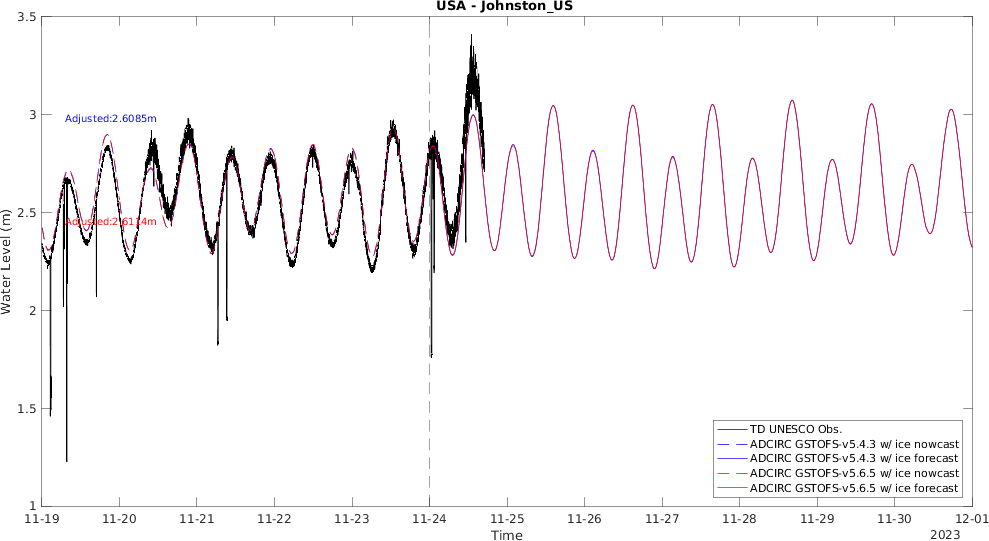 USA - Johnston_US
3.5
3
2.5
2
1.5
1
Water Level (m)
Adjusted:2.6085m
Adjusted:2.6114m
TD UNESCO Obs.
ADCIRC GSTOFS-v5.4.3 w/ ice nowcast
ADCIRC GSTOFS-v5.4.3 w/ ice forecast
ADCIRC GSTOFS-v5.6.5 w/ ice nowcast
ADCIRC GSTOFS-v5.6.5 w/ ice forecast
11-19 11-20 11-21 11-22 11-23 11-24 11-25 11-26 11-27 11-28 11-29 11-30 12-01
Time
2023